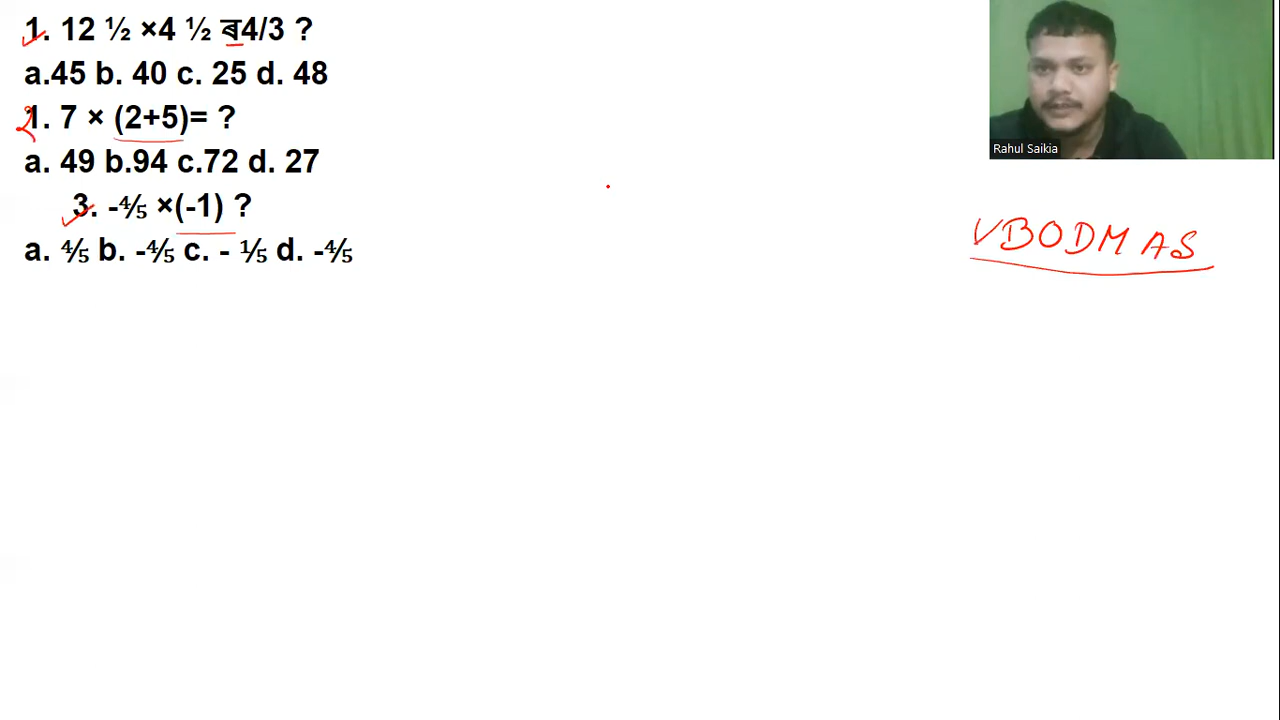 1. 12 ½ ×4 ½ ৰ4/3 ?
a.45 b. 40 c. 25 d. 48
1. 7 × (2+5)= ?
a. 49 b.94 c.72 d. 27
3. -⅘ ×(-1) ?
a. ⅘ b. -⅘ c. - ⅕ d. -⅘
Rahul Saikia
VBODMAS